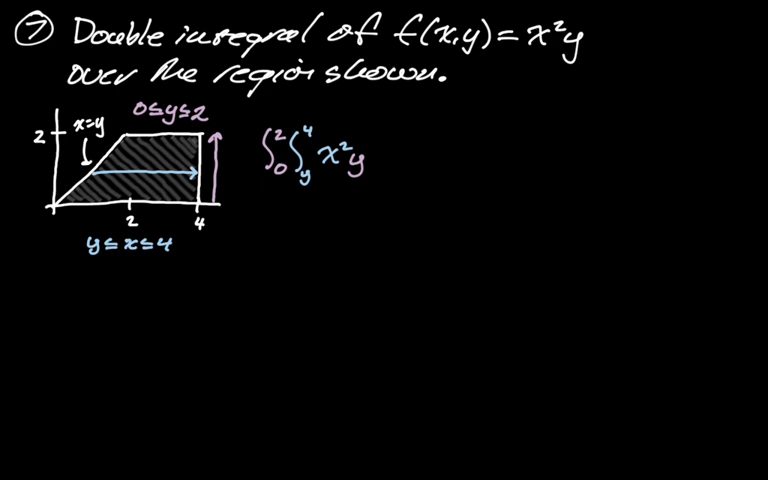 ⑦ Double integral of f(x,y) = x²y
over the region shown.
0≤y≤2
x=y
2
∫₀² ∫ᵧ⁴ x²y
2 4
y≤x≤4